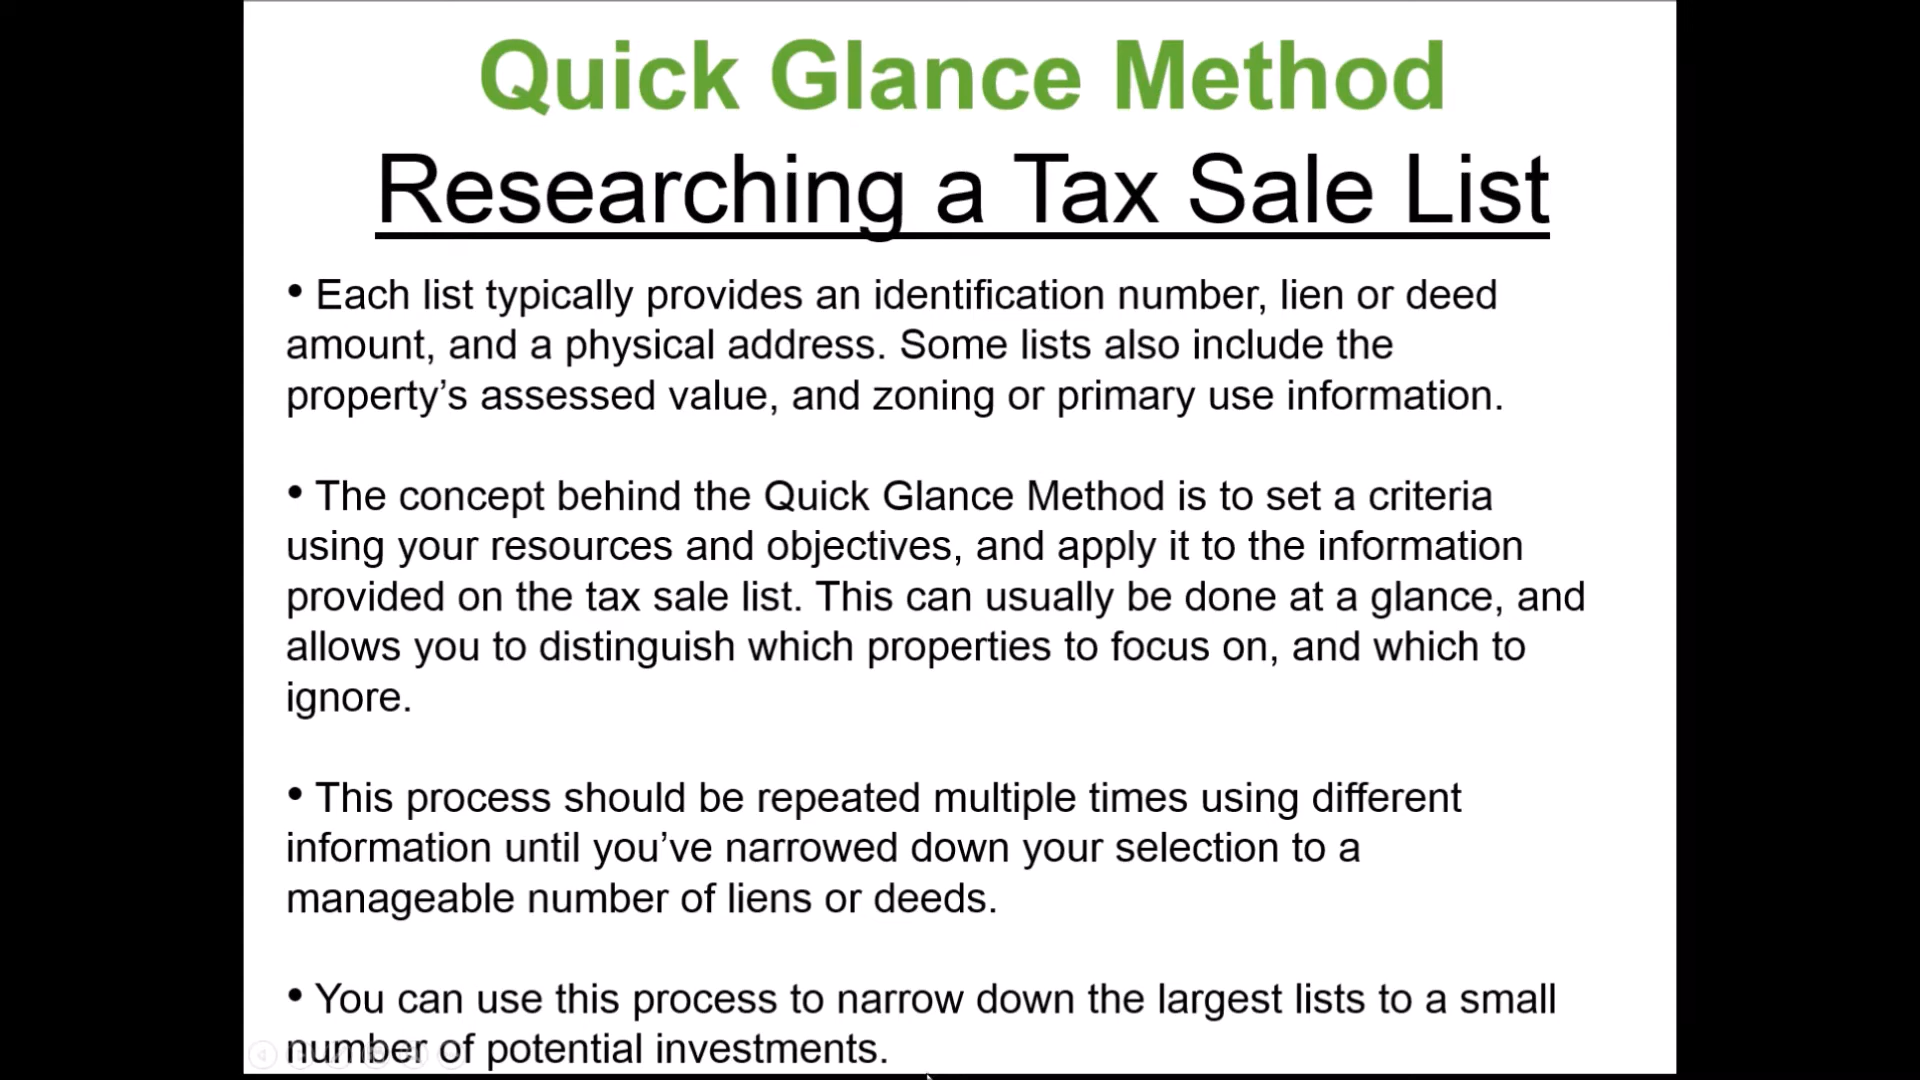 Quick Glance Method
Researching a Tax Sale List
• Each list typically provides an identification number, lien or deed
amount, and a physical address. Some lists also include the
property’s assessed value, and zoning or primary use information.
• The concept behind the Quick Glance Method is to set a criteria
using your resources and objectives, and apply it to the information
provided on the tax sale list. This can usually be done at a glance, and
allows you to distinguish which properties to focus on, and which to
ignore.
• This process should be repeated multiple times using different
information until you’ve narrowed down your selection to a
manageable number of liens or deeds.
• You can use this process to narrow down the largest lists to a small
number of potential investments.